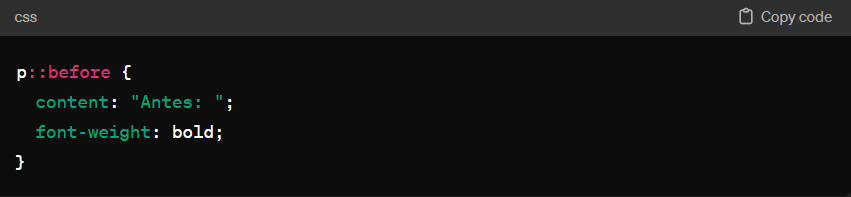 css
Copy code
p::before {
  content: "Antes: ";
  font-weight: bold;
}